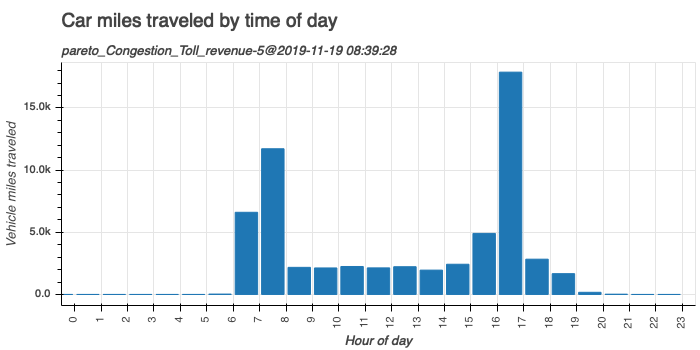 Car miles traveled by time of day
pareto_Congestion_Toll_revenue-5@2019-11-19 08:39:28
Vehicle miles traveled
15.0k
10.0k
5.0k
0.0
0 1 2 3 4 5 6 7 8 9 10 11 12 13 14 15 16 17 18 19 20 21 22 23
Hour of day